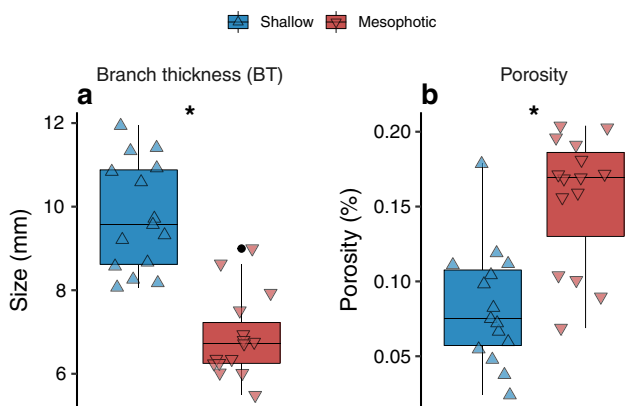 Shallow Mesophotic
Branch thickness (BT)
Porosity
a
*
b
*
Size (mm)
12
10
8
6
Porosity (%)
0.20
0.15
0.10
0.05